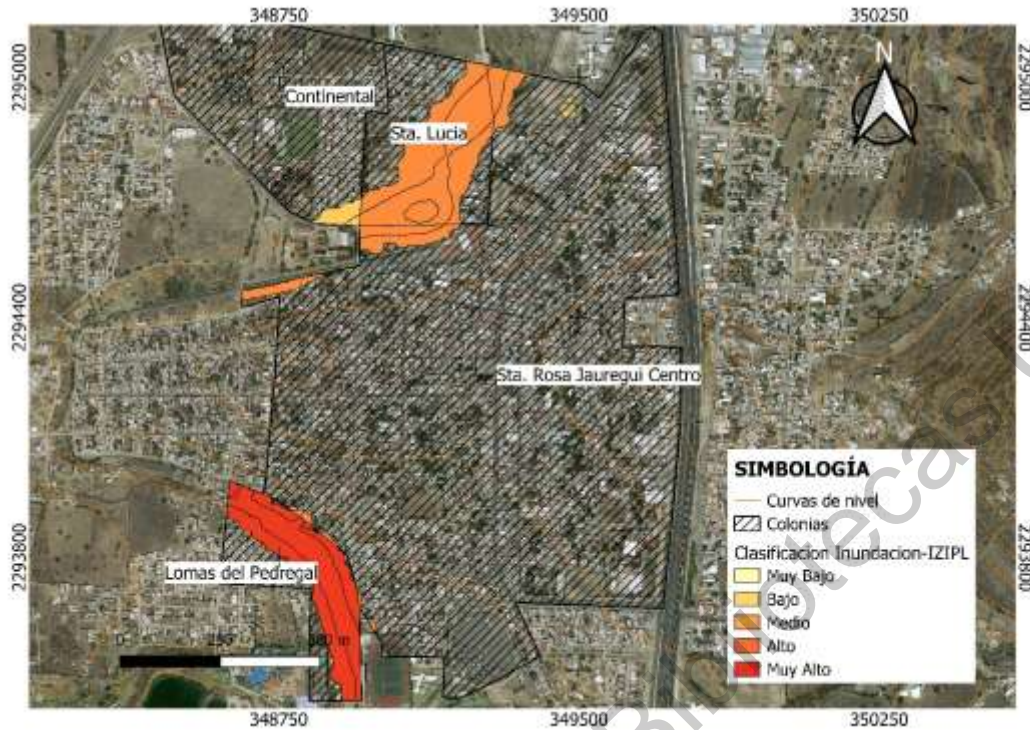 348750 349500 350250
2295000
2295000
N
Continental
Sta. Lucia
2294400
2294400
Sta. Rosa Jauregui Centro
SIMBOLOGÍA
Curvas de nivel
Colonias
Clasificacion Inundacion-IZIPL
Muy Bajo
Bajo
Medio
Alto
Muy Alto
2293800
2293800
Lomas del Pedregal
0
348750 349500 350250